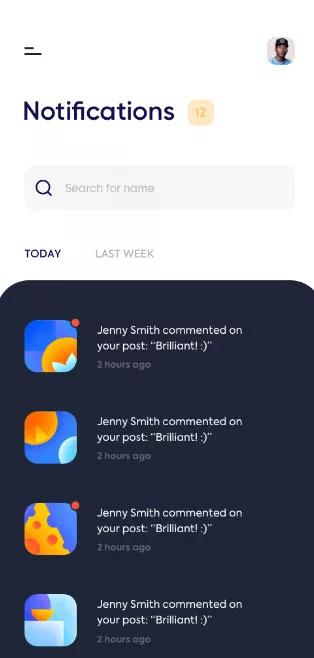 Notifications 12
Search for name
TODAY LAST WEEK
Jenny Smith commented on
your post: “Brilliant! :)”
2 hours ago
Jenny Smith commented on
your post: “Brilliant! :)”
2 hours ago
Jenny Smith commented on
your post: “Brilliant! :)”
2 hours ago
Jenny Smith commented on
your post: “Brilliant! :)”
2 hours ago